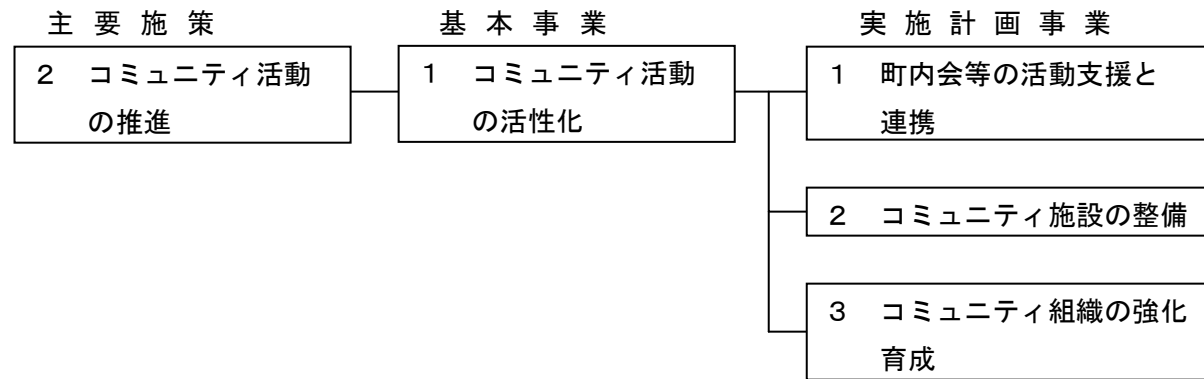 主要施策
基本事業
実施計画事業
２　コミュニティ活動
の推進
１　コミュニティ活動
の活性化
１　町内会等の活動支援と
連携
２　コミュニティ施設の整備
３　コミュニティ組織の強化
育成